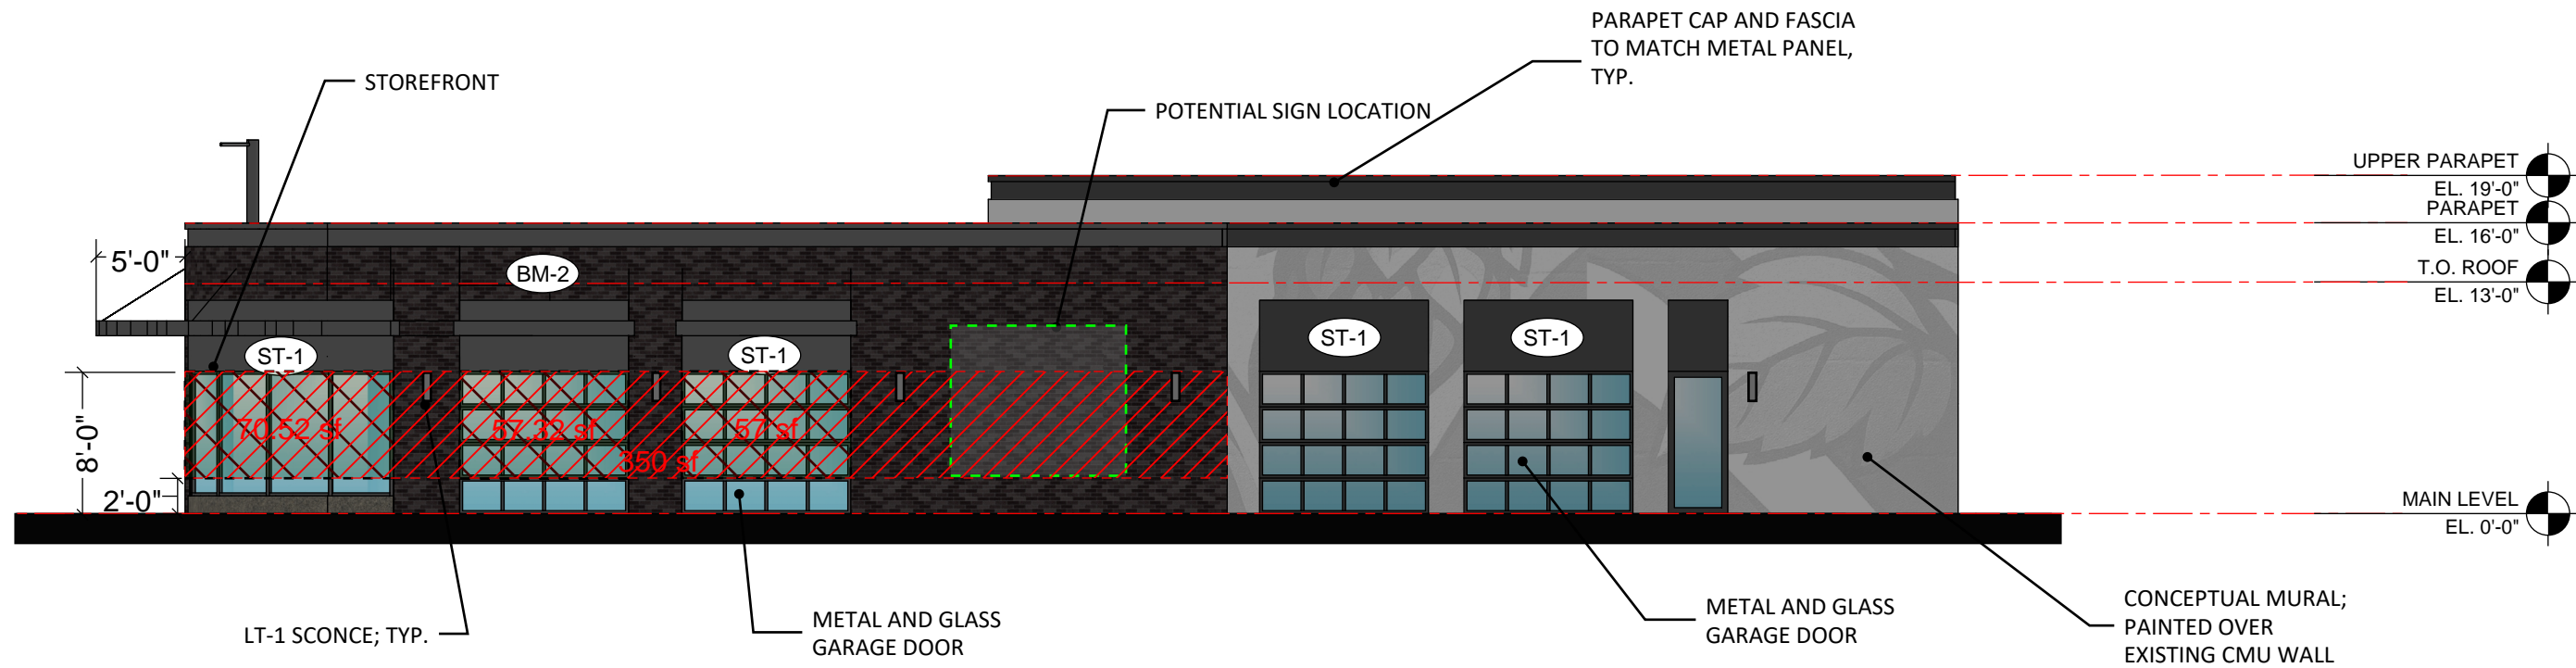 PARAPET CAP AND FASCIA
TO MATCH METAL PANEL,
TYP.
STOREFRONT
POTENTIAL SIGN LOCATION
UPPER PARAPET
EL. 19'-0"
PARAPET
EL. 16'-0"
5'-0"
BM-2
T.O. ROOF
EL. 13'-0"
ST-1
ST-1
ST-1
ST-1
8'-0"
70.52 sf
57.32 sf
57 sf
350 sf
2'-0"
MAIN LEVEL
EL. 0'-0"
LT-1 SCONCE; TYP.
METAL AND GLASS
GARAGE DOOR
METAL AND GLASS
GARAGE DOOR
CONCEPTUAL MURAL;
PAINTED OVER
EXISTING CMU WALL